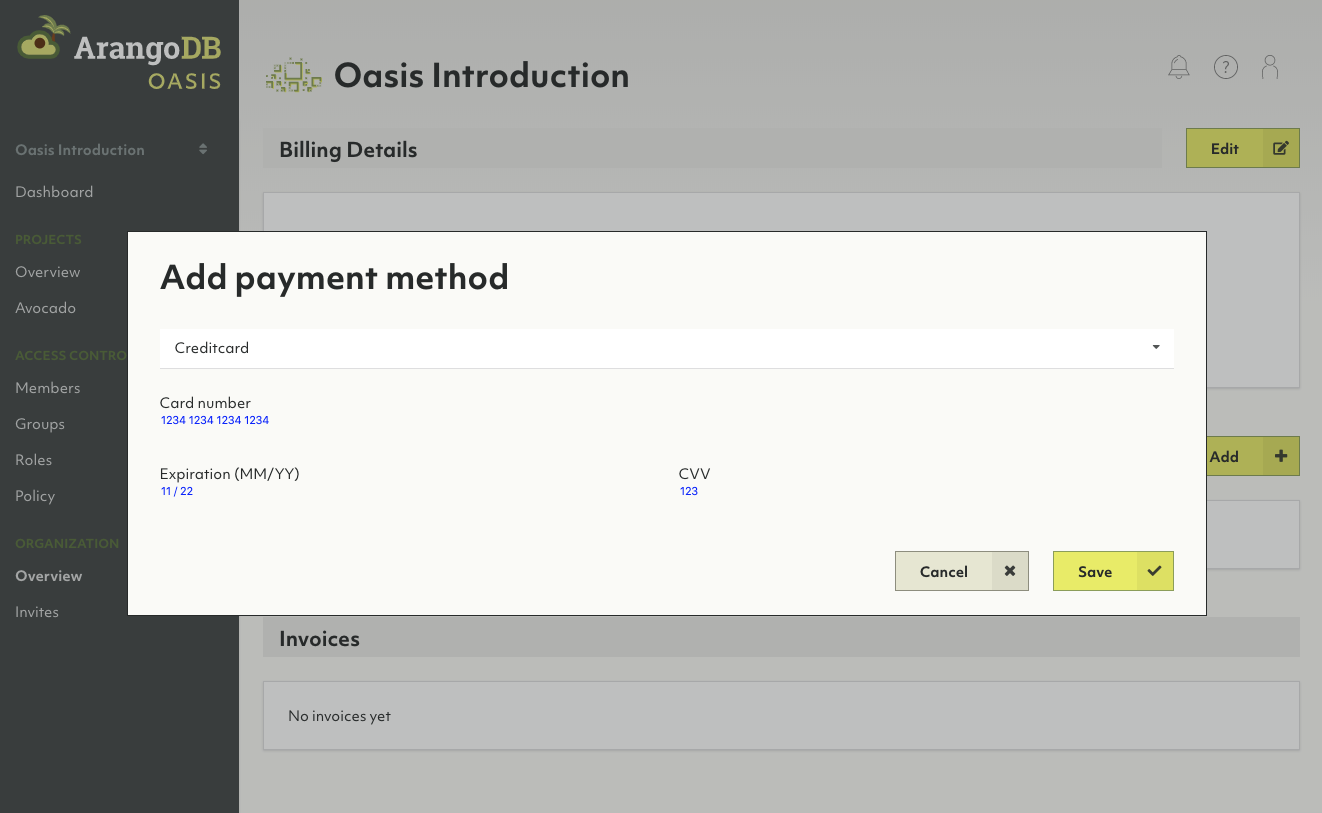 ArangoDB
OASIS
Oasis Introduction
Dashboard
PROJECTS
Overview
Avocado
ACCESS CONTRO
Members
Groups
Roles
Policy
ORGANIZATION
Overview
Invites
Oasis Introduction
?
Billing Details
Edit
Add payment method
Creditcard
Card number
1234 1234 1234 1234
Expiration (MM/YY)
CVV
11 / 22
123
Cancel
Save
Add
Invoices
No invoices yet